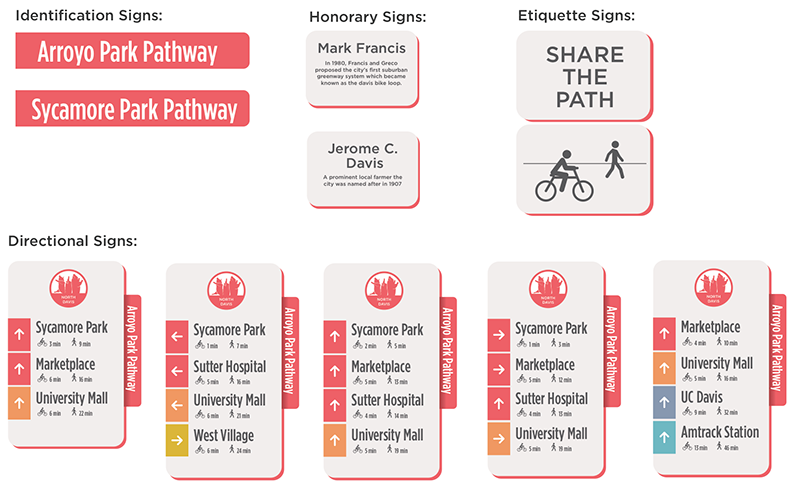 Identification Signs:
Arroyo Park Pathway
Sycamore Park Pathway
Honorary Signs:
Mark Francis
In 1980, Francis and Greco
proposed the city's first suburban
greenway system which became
known as the davis bike loop.
Jerome C.
Davis
A prominent local farmer the
city was named after in 1907
Etiquette Signs:
SHARE
THE
PATH
Directional Signs:
NORTH
DAVIS
Sycamore Park
3 min 9 min
Marketplace
6 min 16 min
University Mall
6 min 22 min
Arroyo Park Pathway
NORTH
DAVIS
Sycamore Park
1 min 7 min
Sutter Hospital
5 min 16 min
University Mall
6 min 21 min
West Village
6 min 24 min
Arroyo Park Pathway
NORTH
DAVIS
Sycamore Park
2 min 5 min
Marketplace
5 min 13 min
Sutter Hospital
4 min 14 min
University Mall
5 min 19 min
Arroyo Park Pathway
NORTH
DAVIS
Sycamore Park
1 min 3 min
Marketplace
5 min 12 min
Sutter Hospital
4 min 13 min
University Mall
5 min 19 min
Arroyo Park Pathway
NORTH
DAVIS
Marketplace
4 min 10 min
University Mall
5 min 16 min
UC Davis
9 min 32 min
Amtrack Station
13 min 46 min
Arroyo Park Pathway